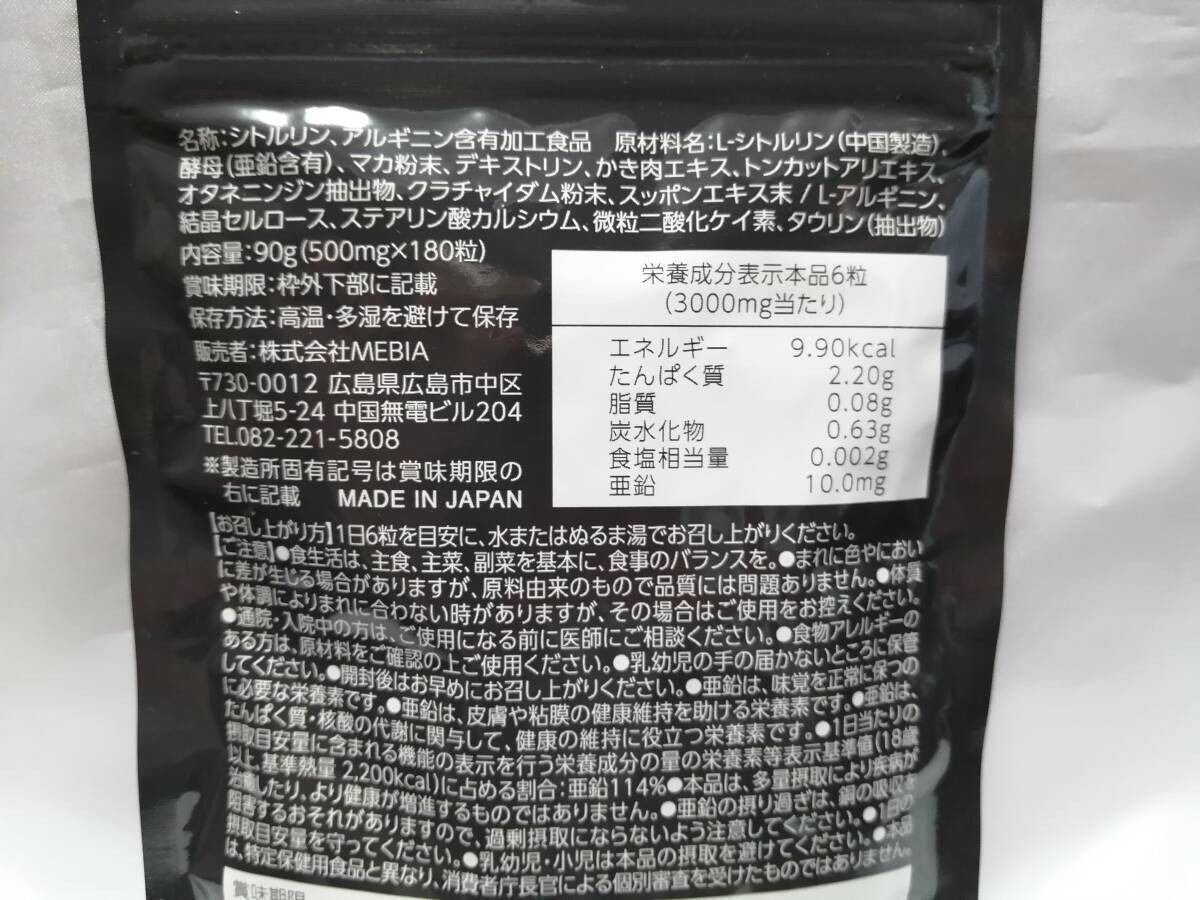 名称:シトルリン、アルギニン含有加工食品 原材料名:L-シトルリン(中国製造)、
酵母(亜鉛含有)、マカ粉末、デキストリン、かき肉エキス、トンカットアリエキス、
オタネニンジン抽出物、クラチャイダム粉末、スッポンエキス末/L-アルギニン、
結晶セルロース、ステアリン酸カルシウム、微粒二酸化ケイ素、タウリン(抽出物)
内容量:90g(500mg×180粒)
賞味期限:枠外下部に記載
保存方法:高温・多湿を避けて保存
販売者:株式会社MEBIA
〒730-0012 広島県広島市中区
上八丁堀5-24 中国無電ビル204
TEL.082-221-5808
※製造所固有記号は賞味期限の
右に記載 MADE IN JAPAN
栄養成分表示本品6粒
(3000mg当たり)
エネルギー 9.90kcal
たんぱく質 2.20g
脂質 0.08g
炭水化物 0.63g
食塩相当量 0.002g
亜鉛 10.0mg
【お召し上がり方】1日6粒を目安に、水またはぬるま湯でお召し上がりください。
【ご注意】●食生活は、主食、主菜、副菜を基本に、食事のバランスを。●まれに色やにおい
に差が生じる場合がありますが、原料由来のもので品質には問題ありません。●体質
や体調によりまれに合わない時がありますが、その場合はご使用をお控えください。
●通院・入院中の方は、ご使用になる前に医師にご相談ください。●食物アレルギーの
ある方は、原材料をご確認の上ご使用ください。●乳幼児の手の届かないところに保管
してください。●開封後はお早めにお召し上がりください。●亜鉛は、味覚を正常に保つの
に必要な栄養素です。●亜鉛は、皮膚や粘膜の健康維持を助ける栄養素です。●亜鉛は、
たんぱく質・核酸の代謝に関与して、健康の維持に役立つ栄養素です。●1日当たりの
摂取目安量に含まれる機能の表示を行う栄養成分の量の栄養素等表示基準値(18歳
以上、基準熱量 2,200kcal)に占める割合:亜鉛114%●本品は、多量摂取により疾病が
治癒したり、より健康が増進するものではありません。●亜鉛の摂り過ぎは、銅の吸収を
阻害するおそれがありますので、過剰摂取にならないよう注意してください。●1日の
摂取目安量を守ってください。●乳幼児・小児は本品の摂取を避けてください。●本品
は、特定保健用食品と異なり、消費者庁長官による個別審査を受けたものではありません。
賞味期限